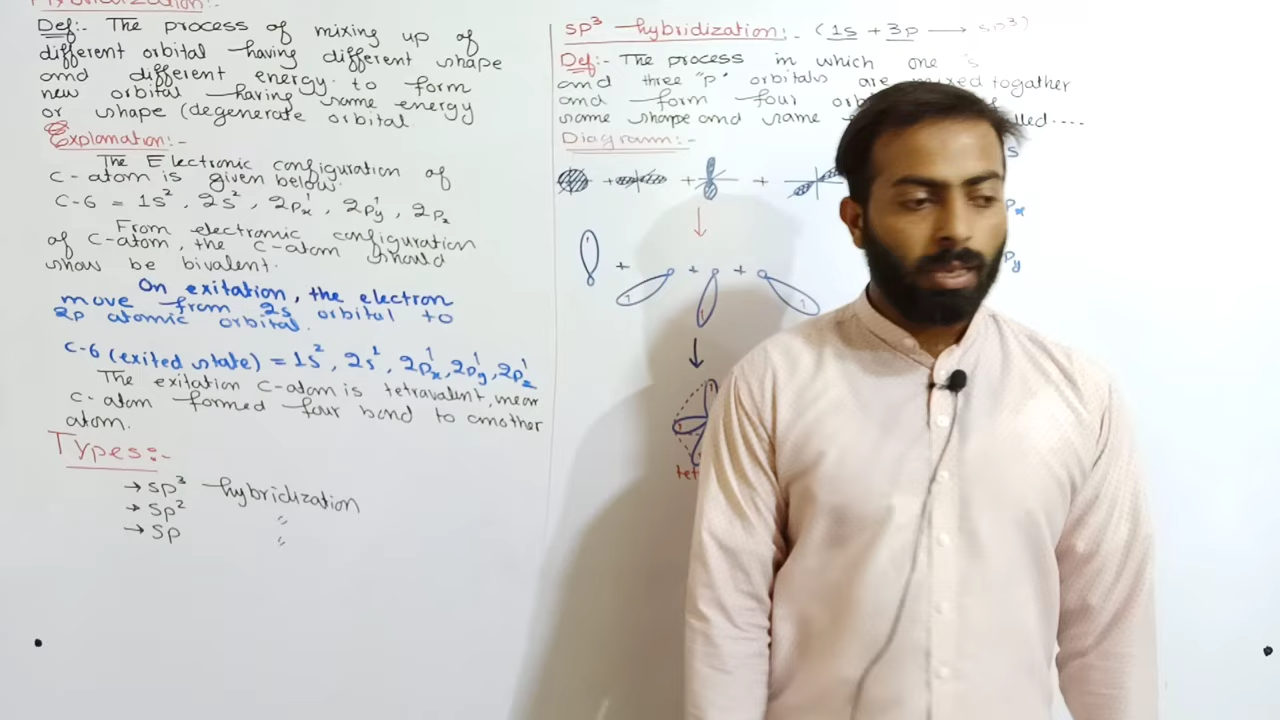 Hybridization:-
Def:- The process of mixing up of
different orbital having different shape
and different energy to form
new orbital having same energy
or shape (degenerate orbital
Explanation:-
The Electronic configuration of
C-atom is given below.
C-6 = 1s², 2s², 2p¹x, 2p¹y, 2pz
From electronic configuration
of C-atom, the C-atom should
show be bivalent.
On exitation, the electron
move from 2s orbital to
2p atomic orbital.
C-6 (exited state) = 1s², 2s¹, 2p¹x, 2p¹y, 2p¹z
The exitation C-atom is tetravalent, mean
C-atom formed four bond to another
atom.
Types:-
→ sp³ hybridization
→ sp² "
→ sp "
sp³ hybridization:- (1s + 3p → sp³)
Def:- The process in which one s
and three "p" orbitals are mixed together
and form four
same shape and same
Diagram:-
+ + +
s
Px
Py
+ + +